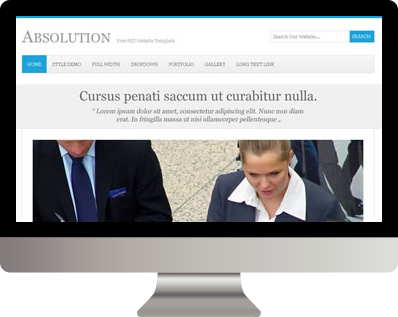 ABSOLUTION Free PSD Website Template
Search Our Website... SEARCH
HOME STYLE DEMO FULL WIDTH DROPDOWN PORTFOLIO GALLERY LONG TEXT LINK
Cursus penati saccum ut curabitur nulla.
“ Lorem ipsum dolor sit amet, consectetur adipiscing elit. Nunc non diam
erat. In fringilla massa ut nisi ullamcorper pellentesque „